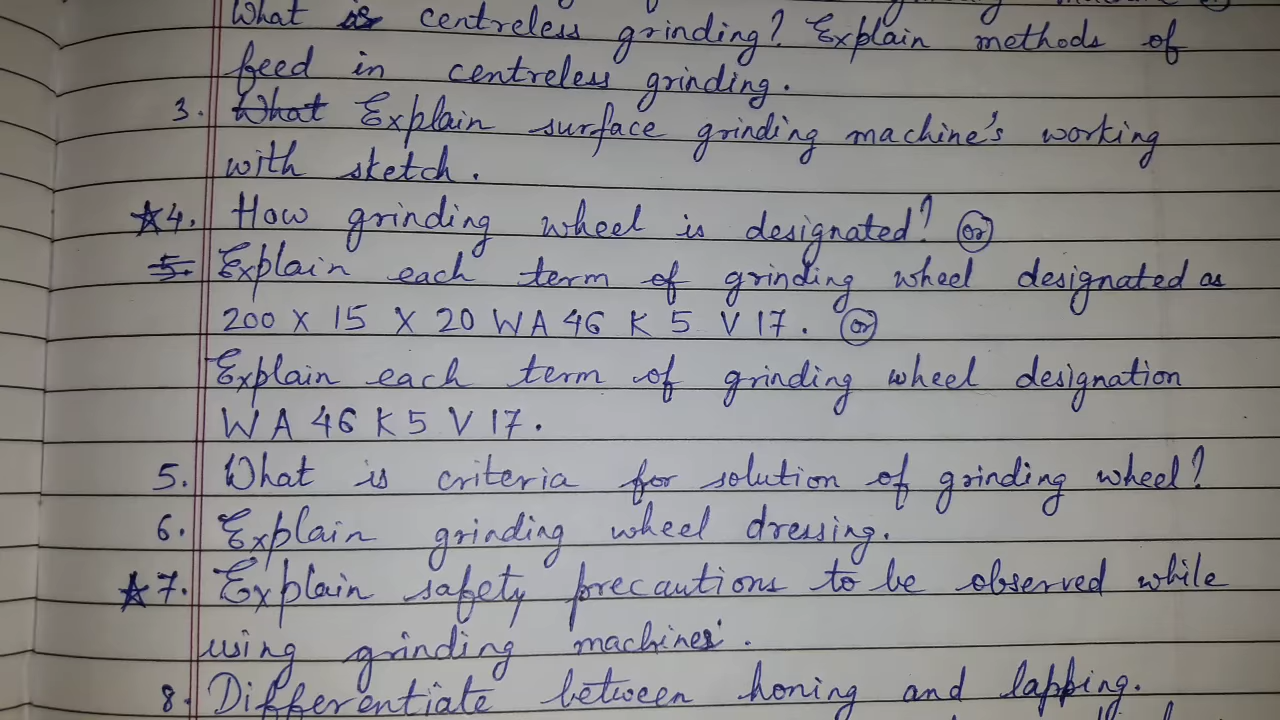 What is centreless grinding? Explain methods of
feed in centreless grinding.
3. What Explain surface grinding machine's working
with sketch.
★4. How grinding wheel is designated? or
5. Explain each term of grinding wheel designated as
200 X 15 X 20 WA 46 K 5 V 17. or
Explain each term of grinding wheel designation
WA 46 K 5 V 17.
5. What is criteria for solution of grinding wheel?
6. Explain grinding wheel dressing.
★7. Explain safety precautions to be observed while
using grinding machines.
8. Differentiate between honing and lapping.